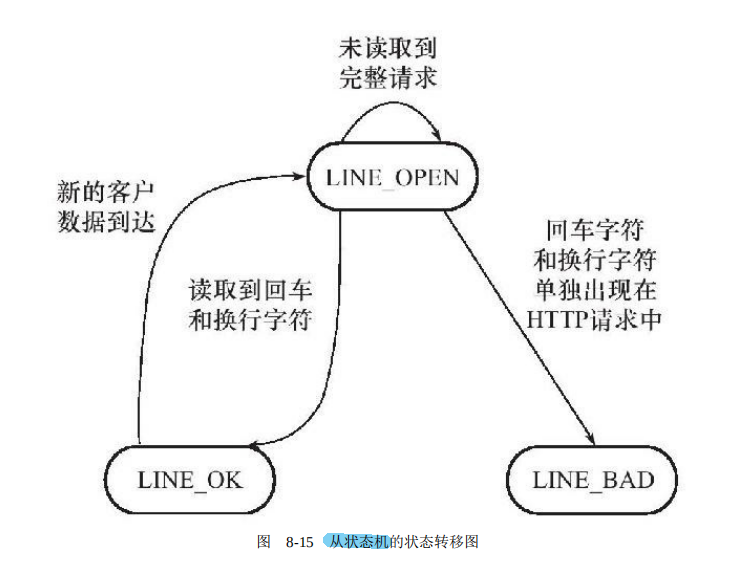 未读取到
完整请求
LINE_OPEN
新的客户
数据到达
读取到回车
和换行字符
回车字符
和换行字符
单独出现在
HTTP请求中
LINE_OK
LINE_BAD
图 8-15 从状态机的状态转移图